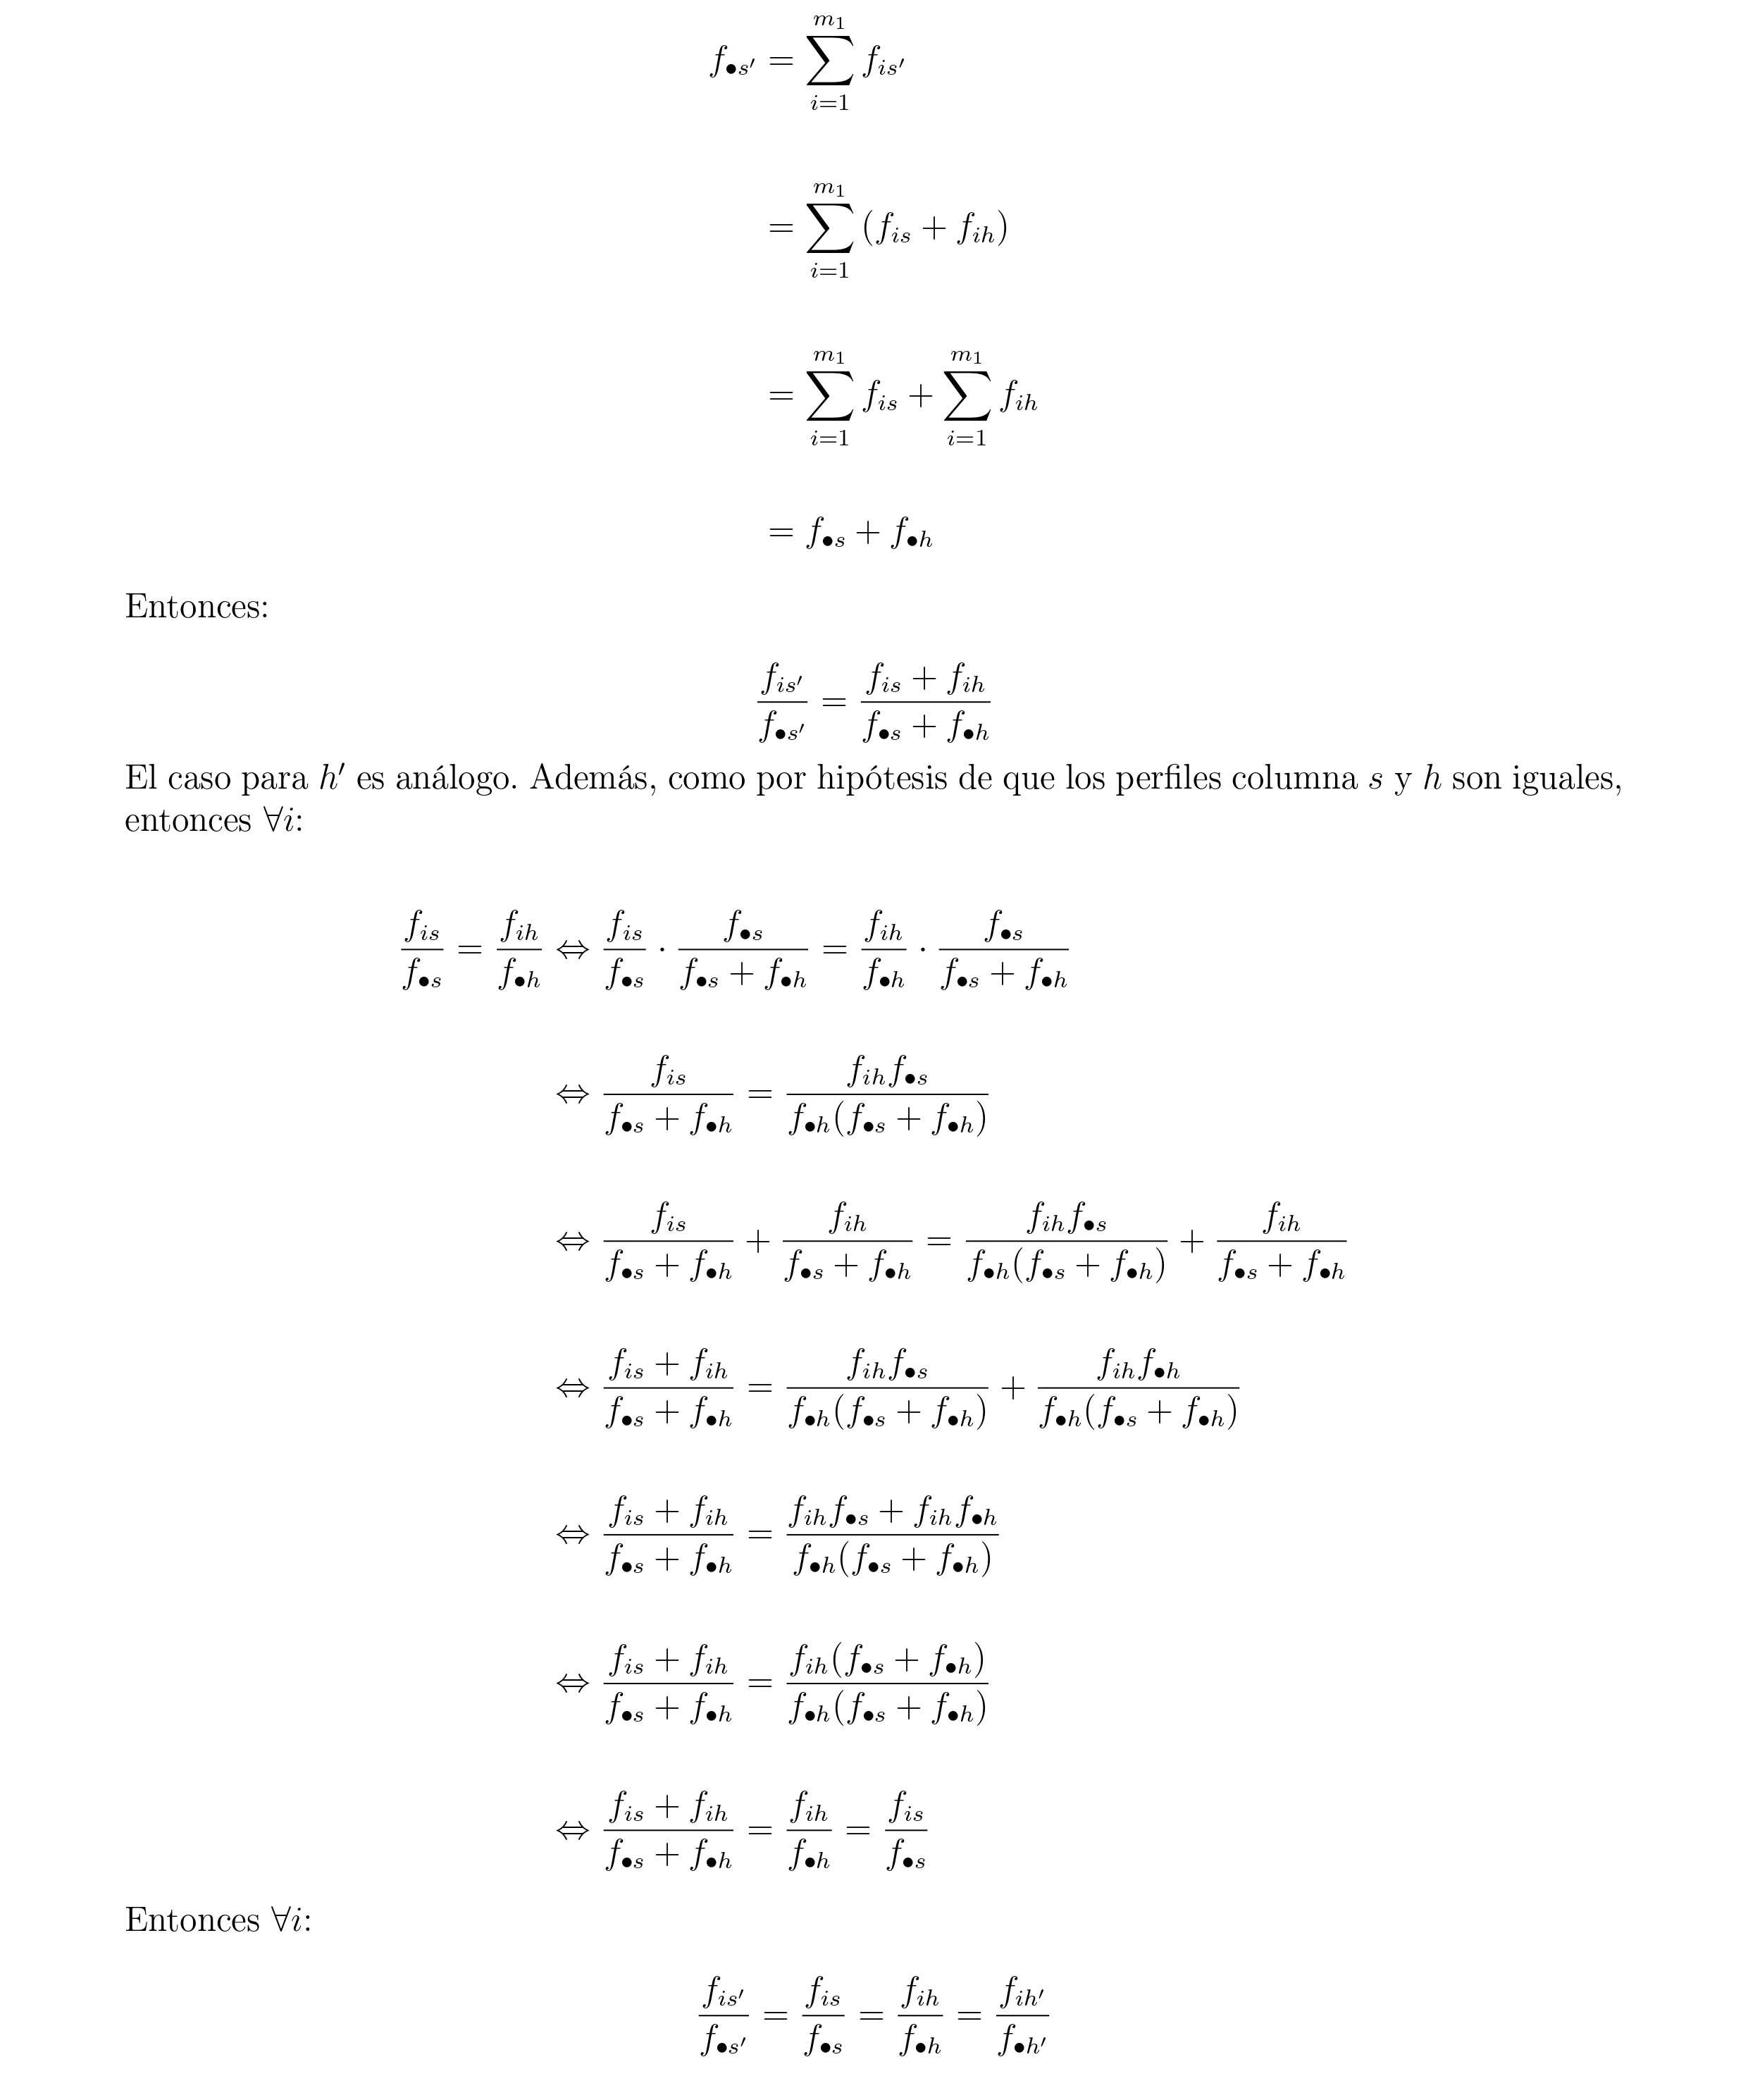 $f_{\bullet s'} = \sum_{i=1}^{m_1} f_{is'}$
$= \sum_{i=1}^{m_1} (f_{is} + f_{ih})$
$= \sum_{i=1}^{m_1} f_{is} + \sum_{i=1}^{m_1} f_{ih}$
$= f_{\bullet s} + f_{\bullet h}$
Entonces:
$\frac{f_{is'}}{f_{\bullet s'}} = \frac{f_{is} + f_{ih}}{f_{\bullet s} + f_{\bullet h}}$
El caso para $h'$ es análogo. Además, como por hipótesis de que los perfiles columna $s$ y $h$ son iguales,
entonces $\forall i$:
$\frac{f_{is}}{f_{\bullet s}} = \frac{f_{ih}}{f_{\bullet h}} \Leftrightarrow \frac{f_{is}}{f_{\bullet s}} \cdot \frac{f_{\bullet s}}{f_{\bullet s} + f_{\bullet h}} = \frac{f_{ih}}{f_{\bullet h}} \cdot \frac{f_{\bullet s}}{f_{\bullet s} + f_{\bullet h}}$
$\Leftrightarrow \frac{f_{is}}{f_{\bullet s} + f_{\bullet h}} = \frac{f_{ih} f_{\bullet s}}{f_{\bullet h}(f_{\bullet s} + f_{\bullet h})}$
$\Leftrightarrow \frac{f_{is}}{f_{\bullet s} + f_{\bullet h}} + \frac{f_{ih}}{f_{\bullet s} + f_{\bullet h}} = \frac{f_{ih} f_{\bullet s}}{f_{\bullet h}(f_{\bullet s} + f_{\bullet h})} + \frac{f_{ih}}{f_{\bullet s} + f_{\bullet h}}$
$\Leftrightarrow \frac{f_{is} + f_{ih}}{f_{\bullet s} + f_{\bullet h}} = \frac{f_{ih} f_{\bullet s}}{f_{\bullet h}(f_{\bullet s} + f_{\bullet h})} + \frac{f_{ih} f_{\bullet h}}{f_{\bullet h}(f_{\bullet s} + f_{\bullet h})}$
$\Leftrightarrow \frac{f_{is} + f_{ih}}{f_{\bullet s} + f_{\bullet h}} = \frac{f_{ih} f_{\bullet s} + f_{ih} f_{\bullet h}}{f_{\bullet h}(f_{\bullet s} + f_{\bullet h})}$
$\Leftrightarrow \frac{f_{is} + f_{ih}}{f_{\bullet s} + f_{\bullet h}} = \frac{f_{ih}(f_{\bullet s} + f_{\bullet h})}{f_{\bullet h}(f_{\bullet s} + f_{\bullet h})}$
$\Leftrightarrow \frac{f_{is} + f_{ih}}{f_{\bullet s} + f_{\bullet h}} = \frac{f_{ih}}{f_{\bullet h}} = \frac{f_{is}}{f_{\bullet s}}$
Entonces $\forall i$:
$\frac{f_{is'}}{f_{\bullet s'}} = \frac{f_{is}}{f_{\bullet s}} = \frac{f_{ih}}{f_{\bullet h}} = \frac{f_{ih'}}{f_{\bullet h'}}$